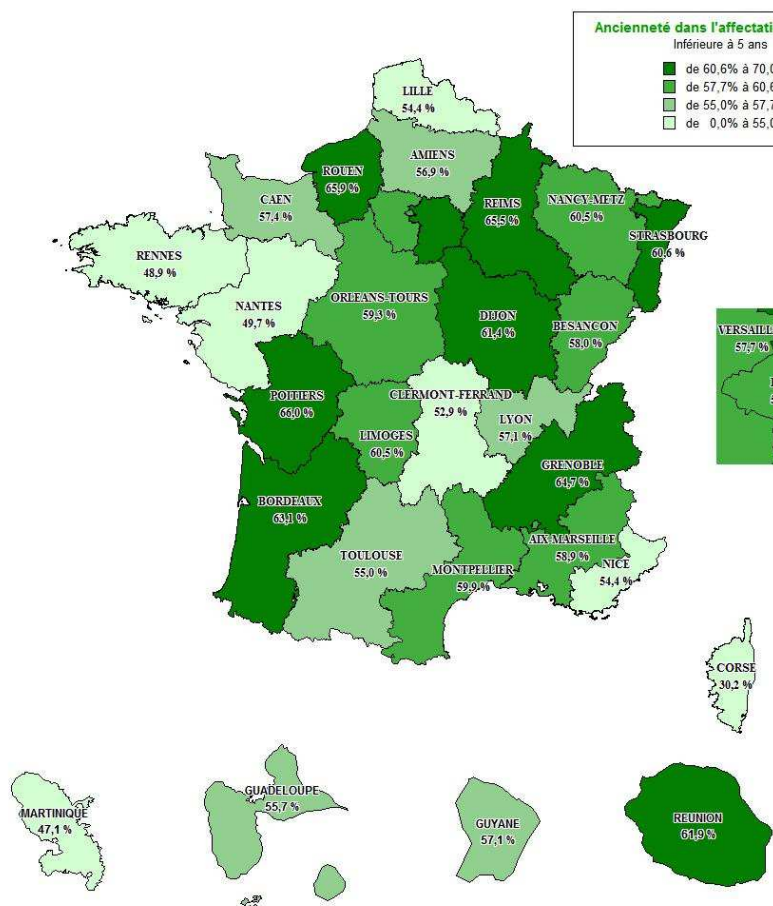 Ancienneté dans l'affectati
Inférieure à 5 ans
de 60,6% à 70,0
de 57,7% à 60,6
de 55,0% à 57,7
de 0,0% à 55,0
LILLE
54,4 %
AMIENS
56,9 %
ROUEN
65,9 %
CAEN
57,4 %
REIMS
65,5 %
NANCY-METZ
60,5 %
STRASBOURG
60,6 %
RENNES
48,9 %
NANTES
49,7 %
ORLEANS-TOURS
59,3 %
DIJON
61,4 %
BESANCON
58,0 %
VERSAILL
57,7 %
POITIERS
66,0 %
CLERMONT-FERRAND
52,9 %
LIMOGES
60,5 %
LYON
57,1 %
GRENOBLE
64,7 %
BORDEAUX
63,1 %
TOULOUSE
55,0 %
MONTPELLIER
59,9 %
AIX-MARSEILLE
58,9 %
NICE
54,4 %
CORSE
30,2 %
MARTINIQUE
47,1 %
GUADELOUPE
55,7 %
GUYANE
57,1 %
REUNION
61,9 %